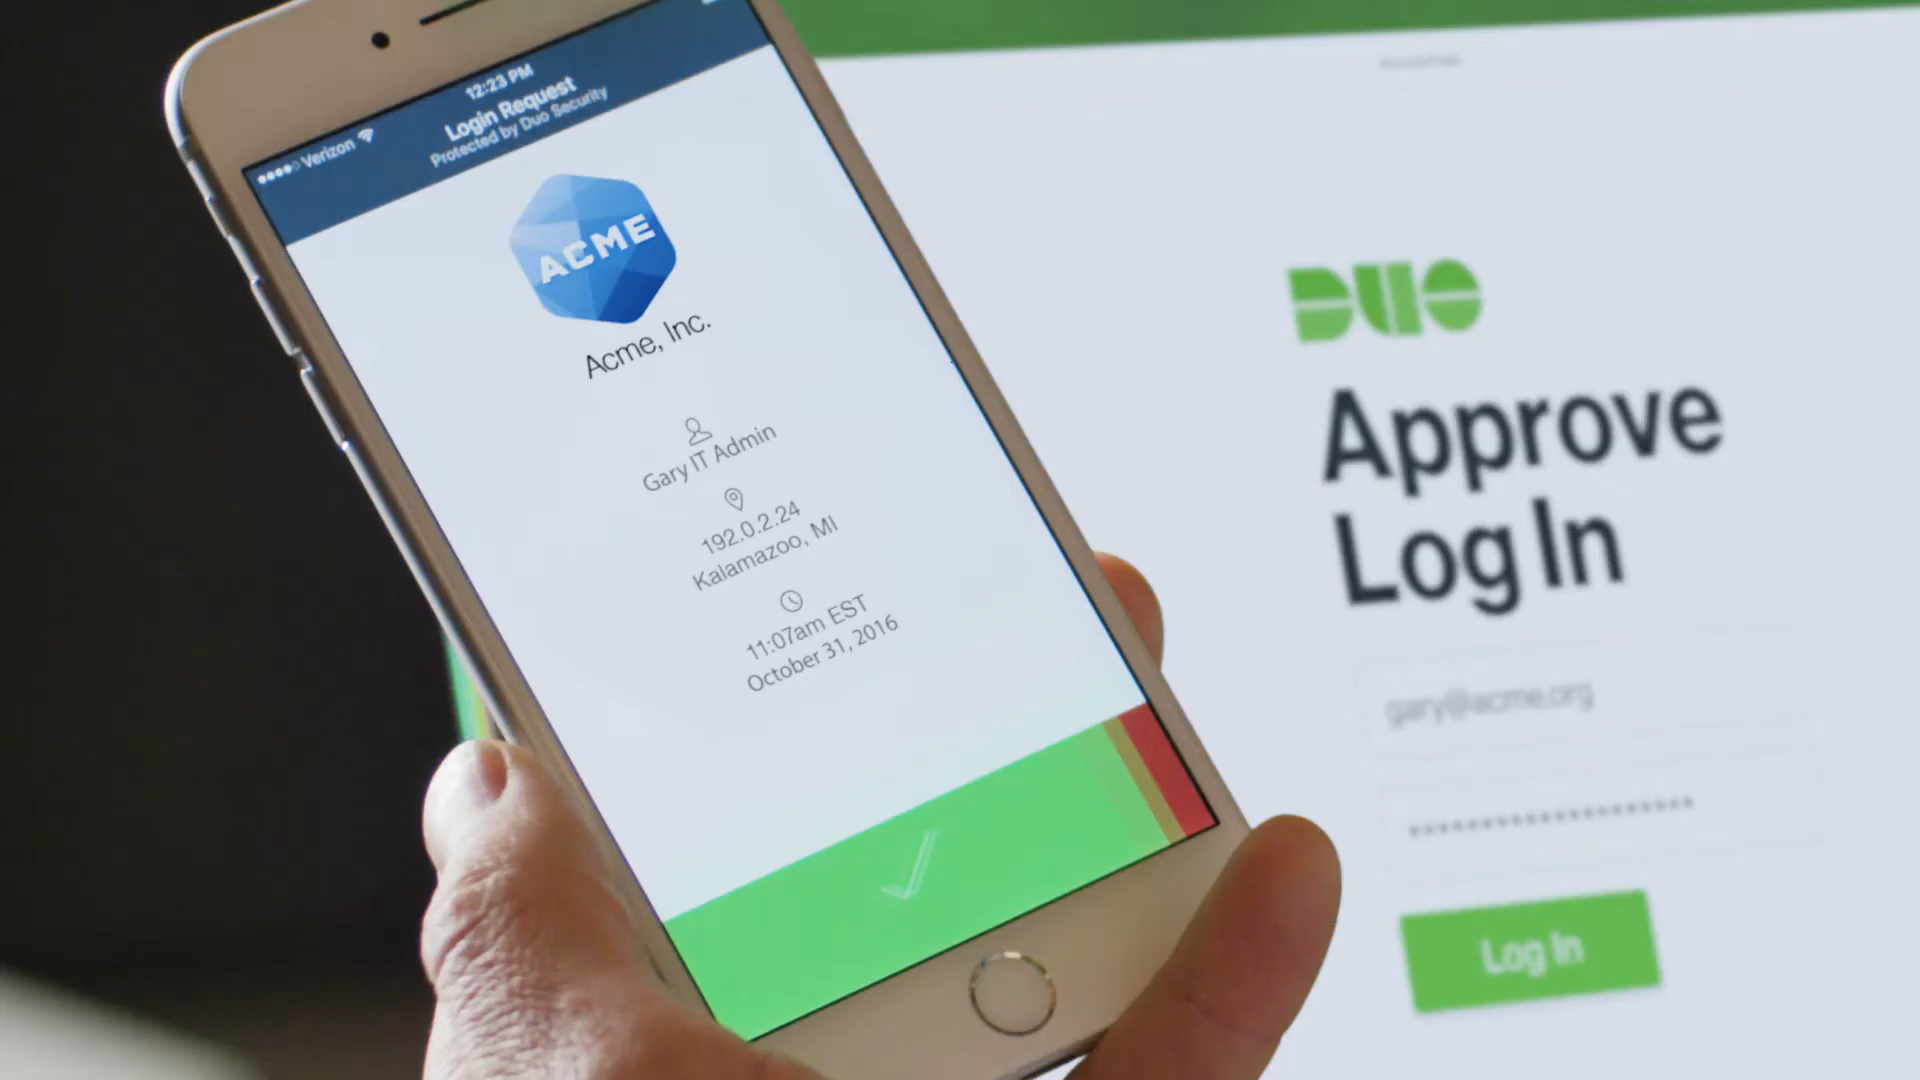 12:23 PM
Verizon
Login Request
Protected by Duo Security
ACME
Acme, Inc.
Gary IT Admin
192.0.2.24
Kalamazoo, MI
11:07am EST
October 31, 2016
DUO
Approve
Log In
gary@acme.org
Log In